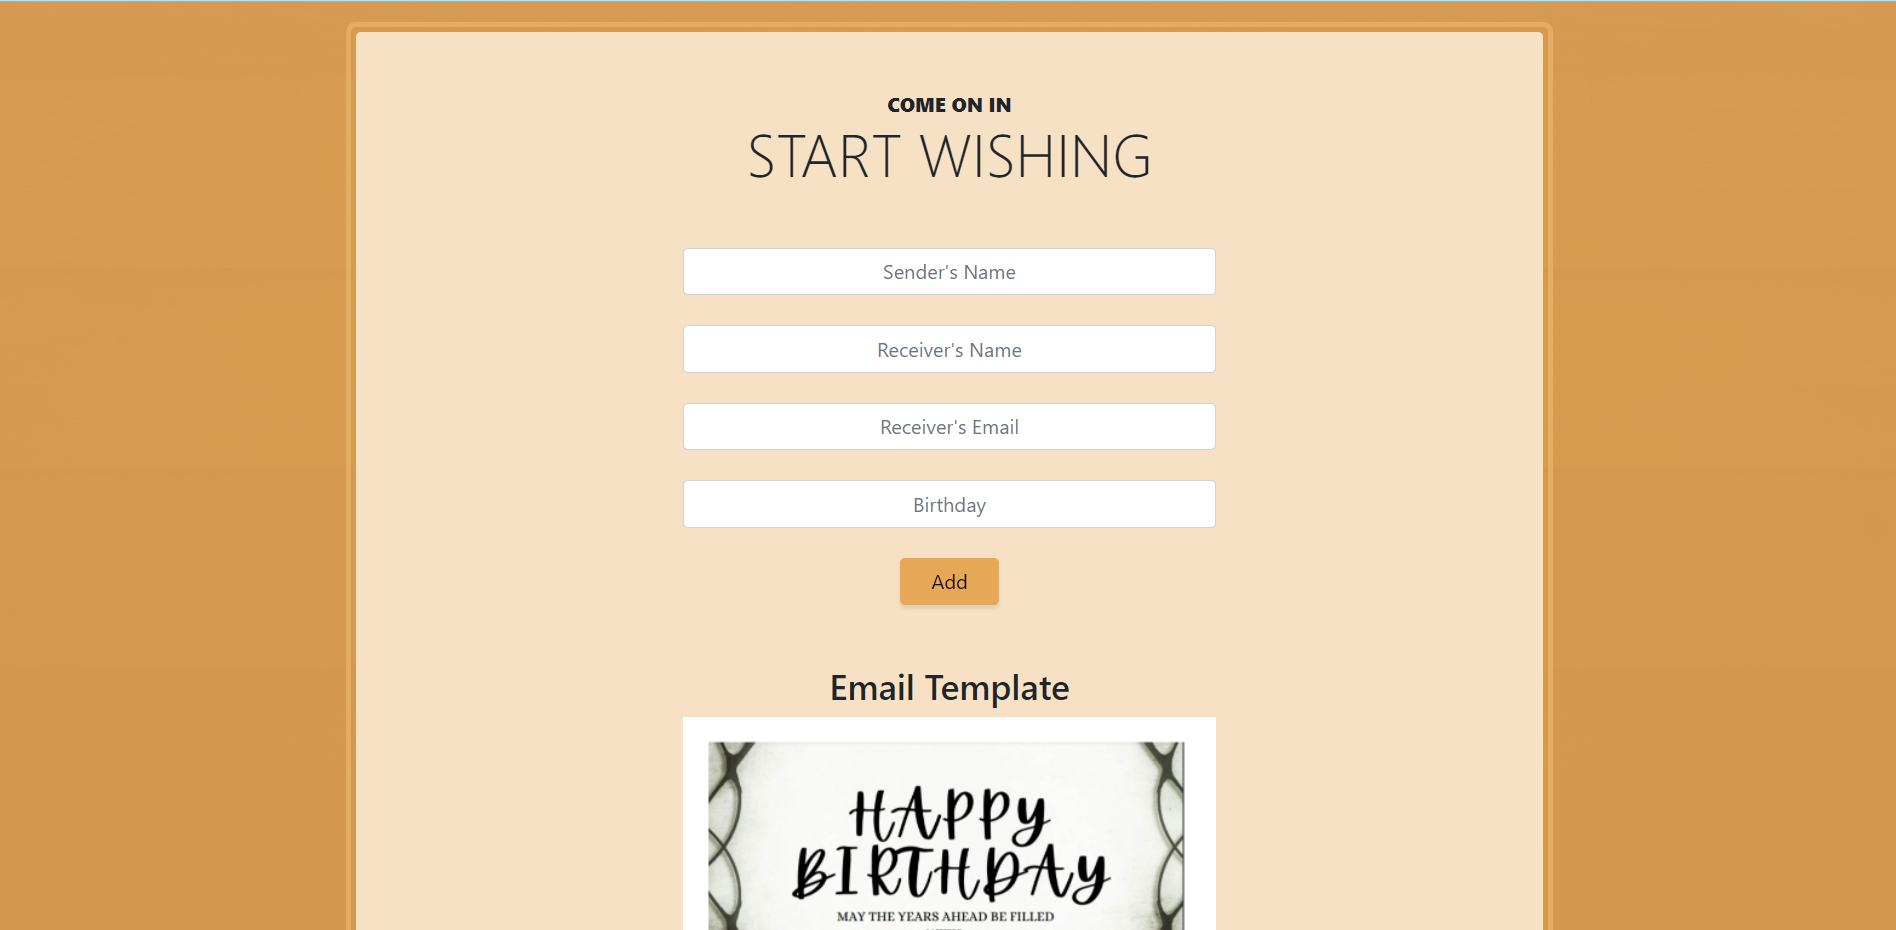 COME ON IN
START WISHING
Sender's Name
Receiver's Name
Receiver's Email
Birthday
Add
Email Template
HAPPY
BIRTHDAY
MAY THE YEARS AHEAD BE FILLED